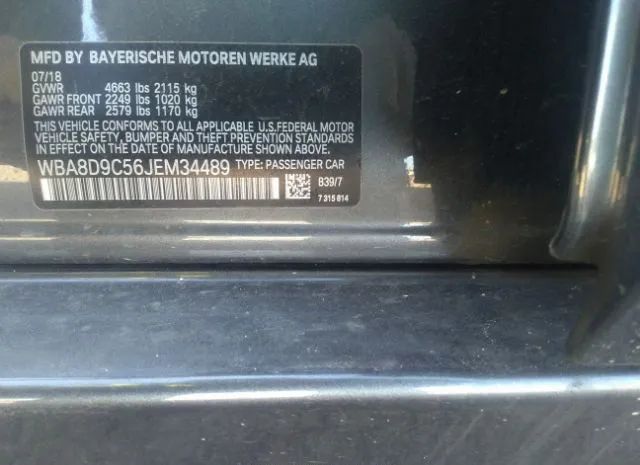 MFD BY BAYERISCHE MOTOREN WERKE AG
07/18
GVWR 4663 lbs 2115 kg
GAWR FRONT 2249 lbs 1020 kg
GAWR REAR 2579 lbs 1170 kg
THIS VEHICLE CONFORMS TO ALL APPLICABLE U.S.FEDERAL MOTOR
VEHICLE SAFETY, BUMPER AND THEFT PREVENTION STANDARDS
IN EFFECT ON THE DATE OF MANUFACTURE SHOWN ABOVE.
WBA8D9C56JEM34489 TYPE: PASSENGER CAR
B39/7
7 315 814